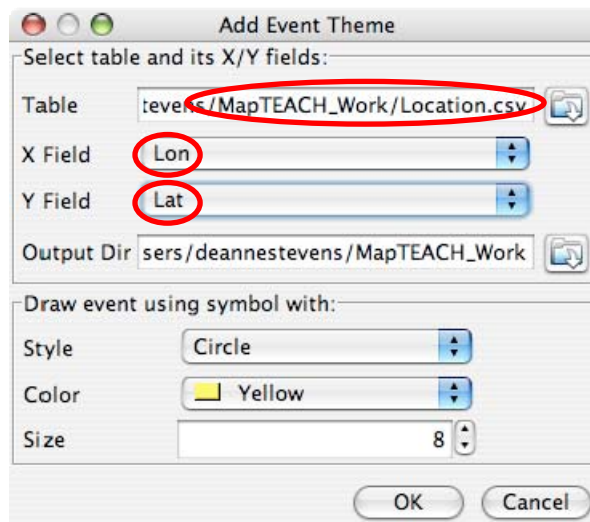 Add Event Theme
Select table and its X/Y fields:
Table tevens/MapTEACH_Work/Location.csv
X Field Lon
Y Field Lat
Output Dir sers/deannestevens/MapTEACH_Work
Draw event using symbol with:
Style Circle
Color Yellow
Size 8
OK Cancel